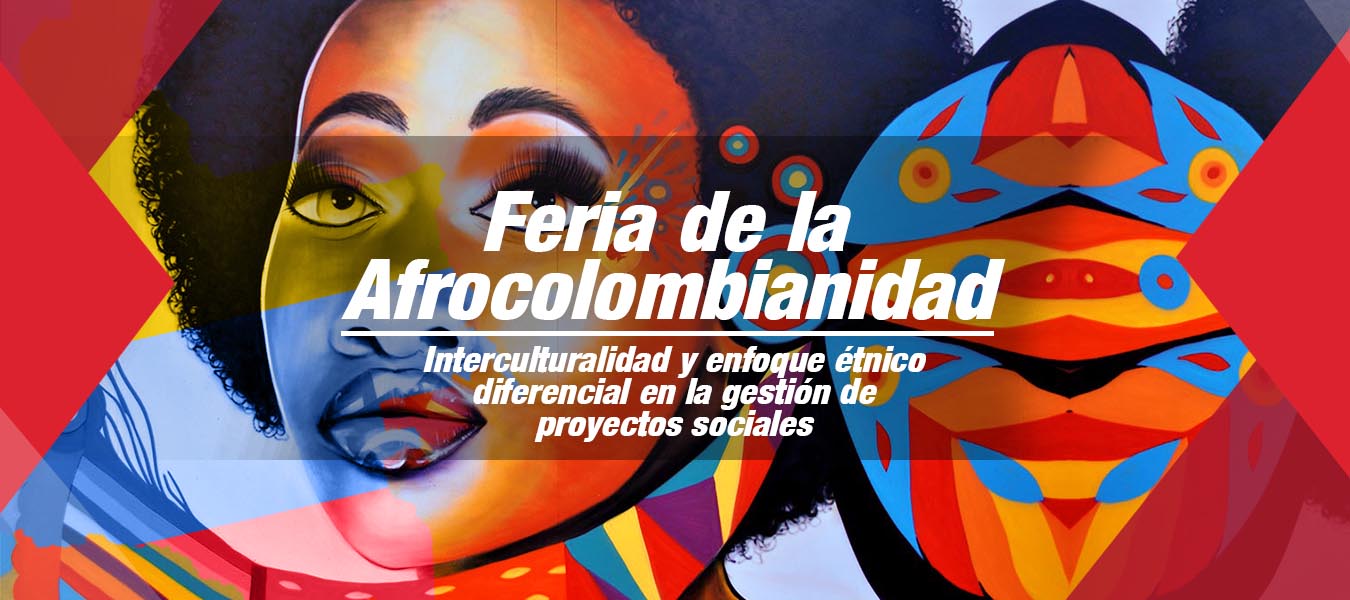 Feria de la
Afrocolombianidad
Interculturalidad y enfoque étnico
diferencial en la gestión de
proyectos sociales